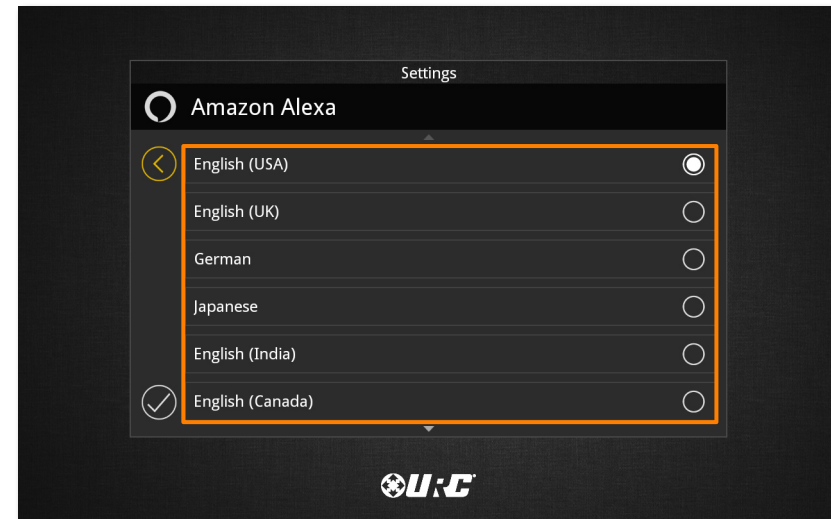 Settings
Amazon Alexa
English (USA)
English (UK)
German
Japanese
English (India)
English (Canada)
URC